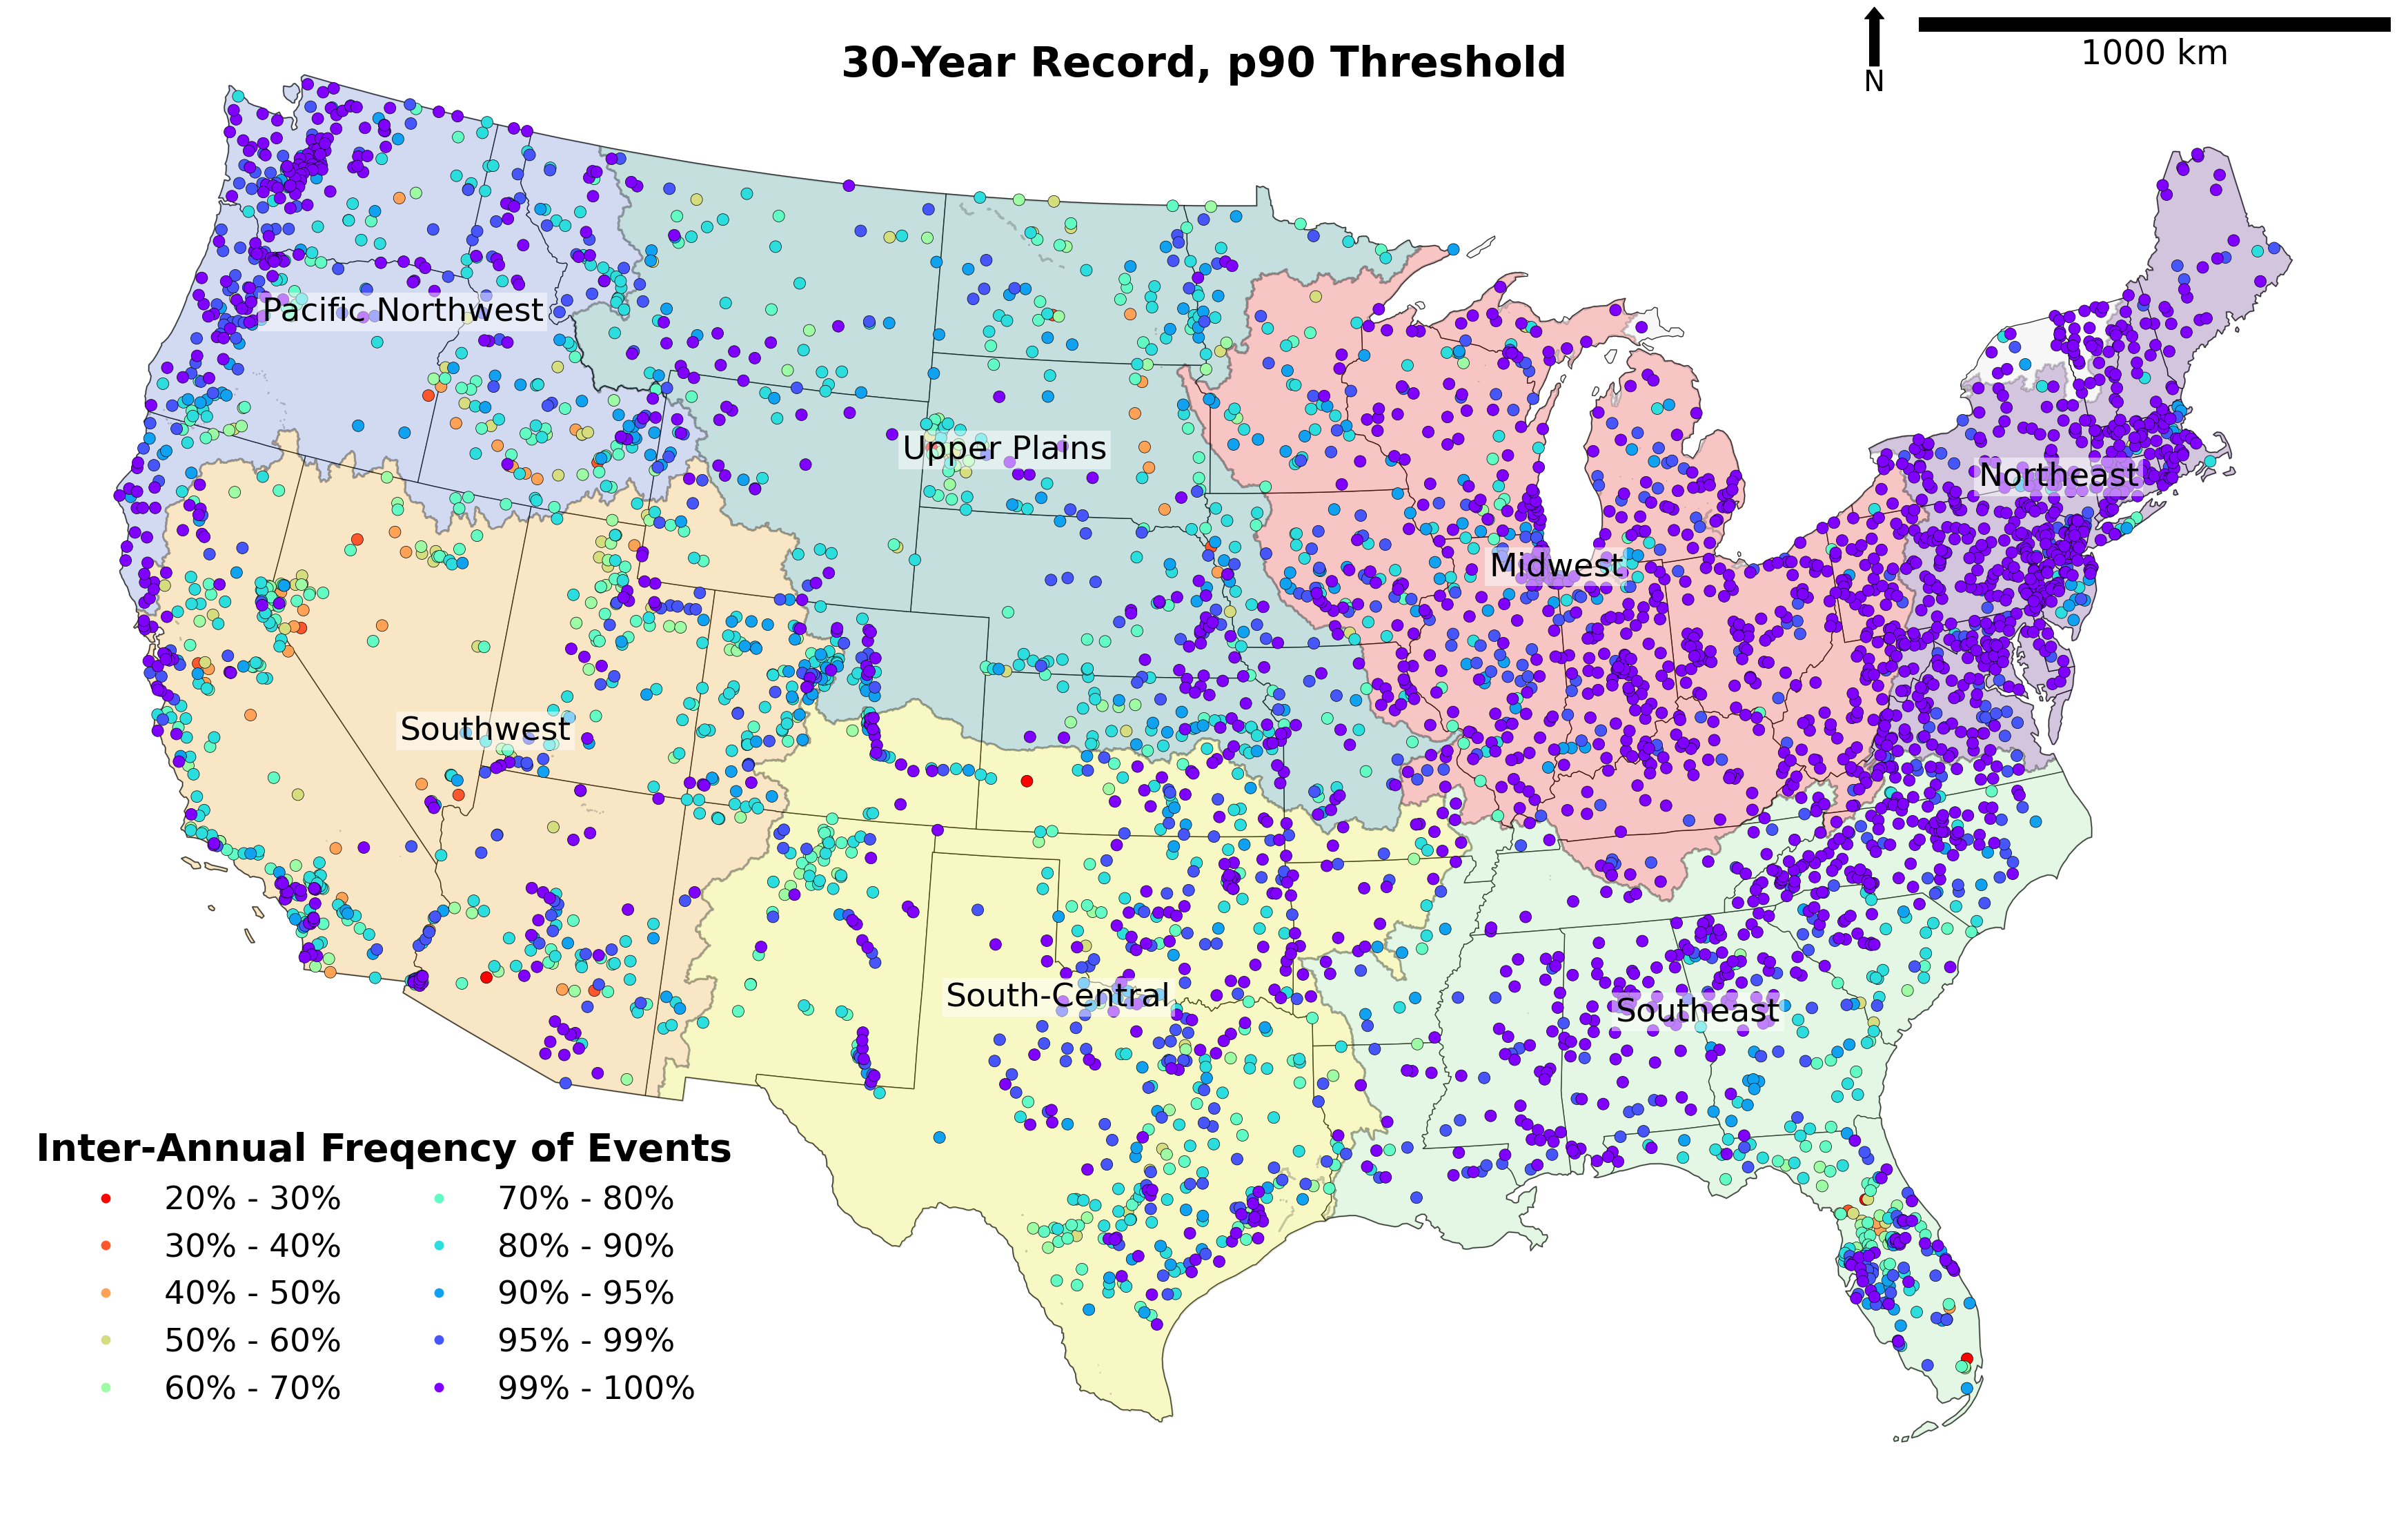 30-Year Record, p90 Threshold
N
1000 km
Pacific Northwest
Upper Plains
Northeast
Midwest
Southwest
South-Central
Southeast
Inter-Annual Freqency of Events
20% - 30%
30% - 40%
40% - 50%
50% - 60%
60% - 70%
70% - 80%
80% - 90%
90% - 95%
95% - 99%
99% - 100%